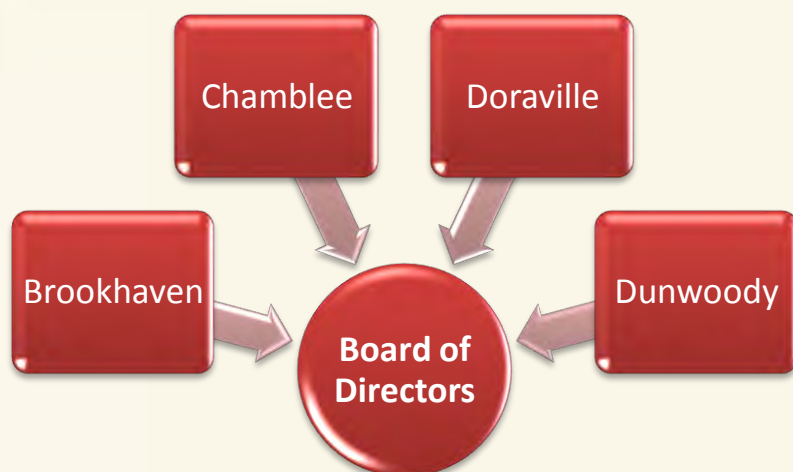 Chamblee
Doraville
Brookhaven
Dunwoody
Board of
Directors